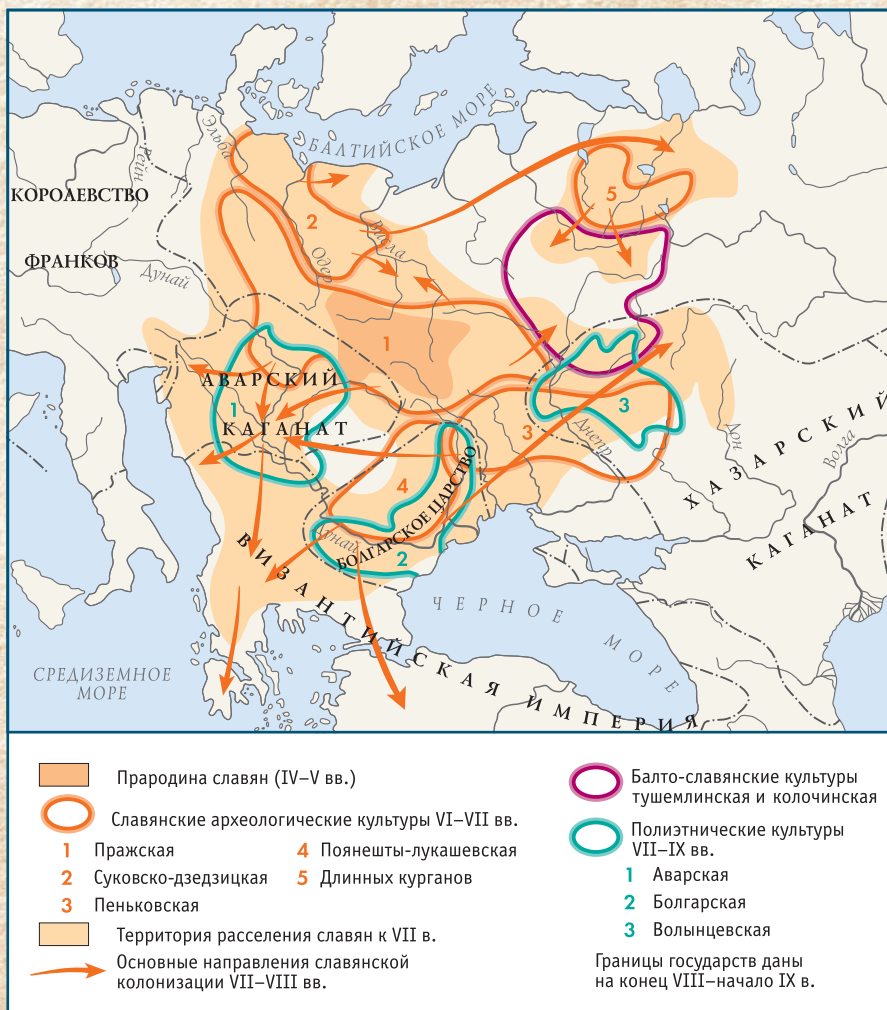 БАЛТИЙСКОЕ МОРЕ
Эльба
Рейн
КОРОЛЕВСТВО
ФРАНКОВ
Дунай
5
2
Висла
Одер
1
АВАРСКИЙ
1
КАГАНАТ
3
3
Днепр
Дон
Волга
ХАЗАРСКИЙ
КАГАНАТ
4
БОЛГАРСКОЕ ЦАРСТВО
Дунай
2
ВИЗАНТИЙСКАЯ ИМПЕРИЯ
ЧЕРНОЕ МОРЕ
СРЕДИЗЕМНОЕ
МОРЕ
Прародина славян (IV–V вв.)
Славянские археологические культуры VI–VII вв.
1 Пражская
2 Суковско-дзедзицкая
3 Пеньковская
4 Поянешты-лукашевская
5 Длинных курганов
Территория расселения славян к VII в.
Основные направления славянской
колонизации VII–VIII вв.
Балто-славянские культуры
тушемлинская и колочинская
Полиэтнические культуры
VII–IX вв.
1 Аварская
2 Болгарская
3 Волынцевская
Границы государств даны
на конец VIII–начало IX в.